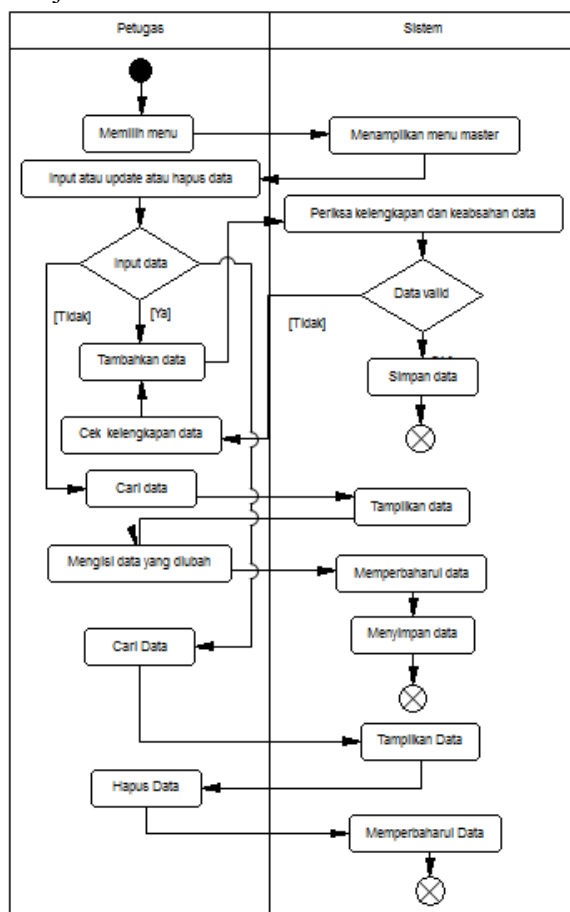 Petugas
Sistem
Memilih menu
Menampilkan menu master
Input atau update atau hapus data
Periksa kelengkapan dan keabsahan data
Input data
Data valid
[Tidak]
[Ya]
[Tidak]
Tambahkan data
Simpan data
Cek kelengkapan data
Cari data
Tampilkan data
Mengisi data yang diubah
Memperbaharui data
Menyimpan data
Cari Data
Tampilkan Data
Hapus Data
Memperbaharui Data